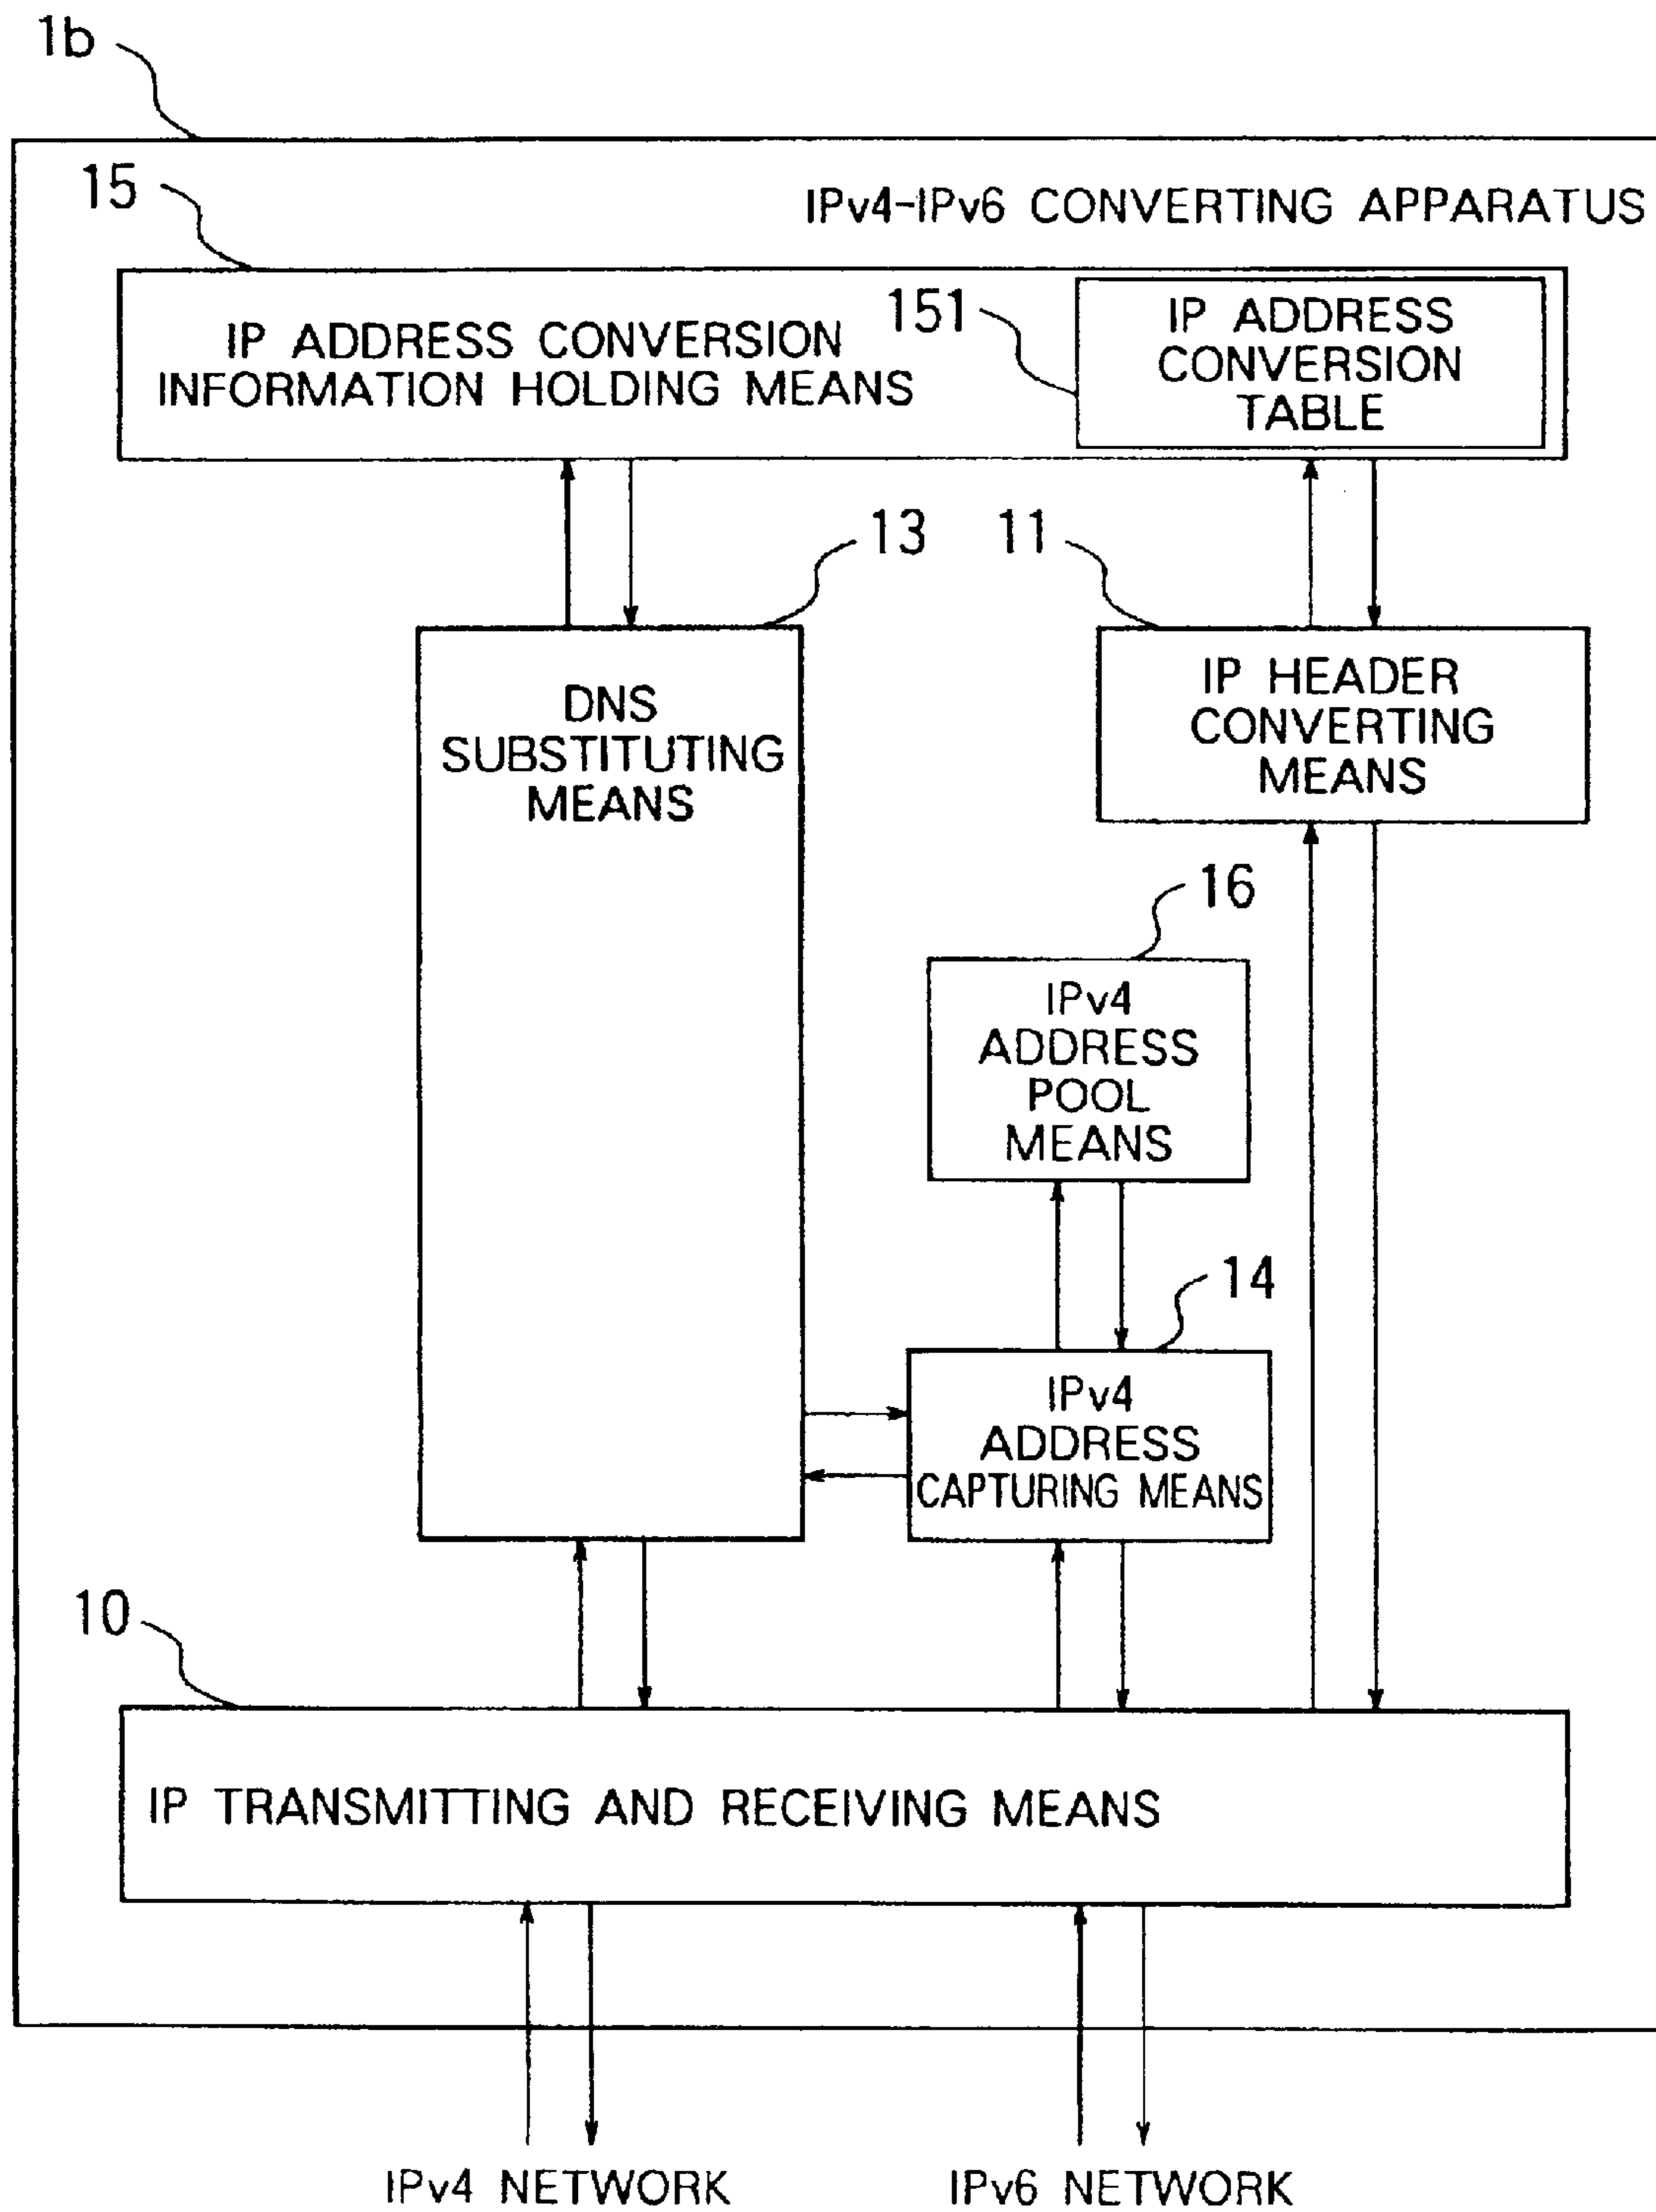 1b
15
IPv4-IPv6 CONVERTING APPARATUS
IP ADDRESS CONVERSION
INFORMATION HOLDING MEANS
151
IP ADDRESS
CONVERSION
TABLE
13
11
DNS
SUBSTITUTING
MEANS
IP HEADER
CONVERTING
MEANS
16
IPv4
ADDRESS
POOL
MEANS
14
IPv4
ADDRESS
CAPTURING MEANS
10
IP TRANSMITTING AND RECEIVING MEANS
IPv4 NETWORK
IPv6 NETWORK